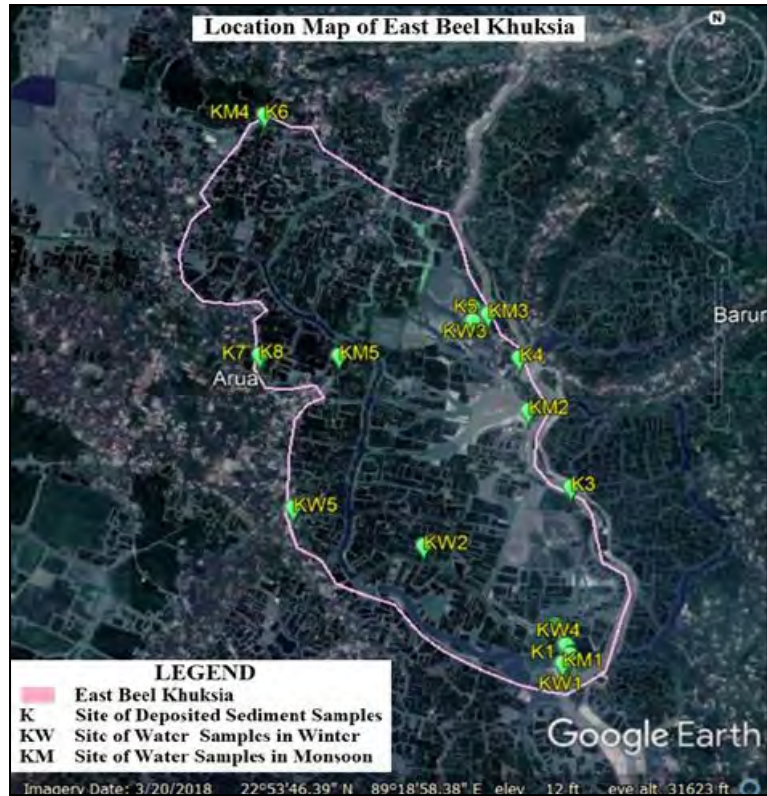 Location Map of East Beel Khuksia
N
KM4 K6
K5 KM3
KW3
Barun
K7 K8 KM5 K4
Arua
KM2
K3
KW5
KW2
KW4
K1 KM1
KW1
LEGEND
East Beel Khuksia
K Site of Deposited Sediment Samples
KW Site of Water Samples in Winter
KM Site of Water Samples in Monsoon
Google Earth
Imagery Date: 3/20/2018 22°53'46.39" N 89°18'58.38" E elev 12 ft eye alt 31623 ft